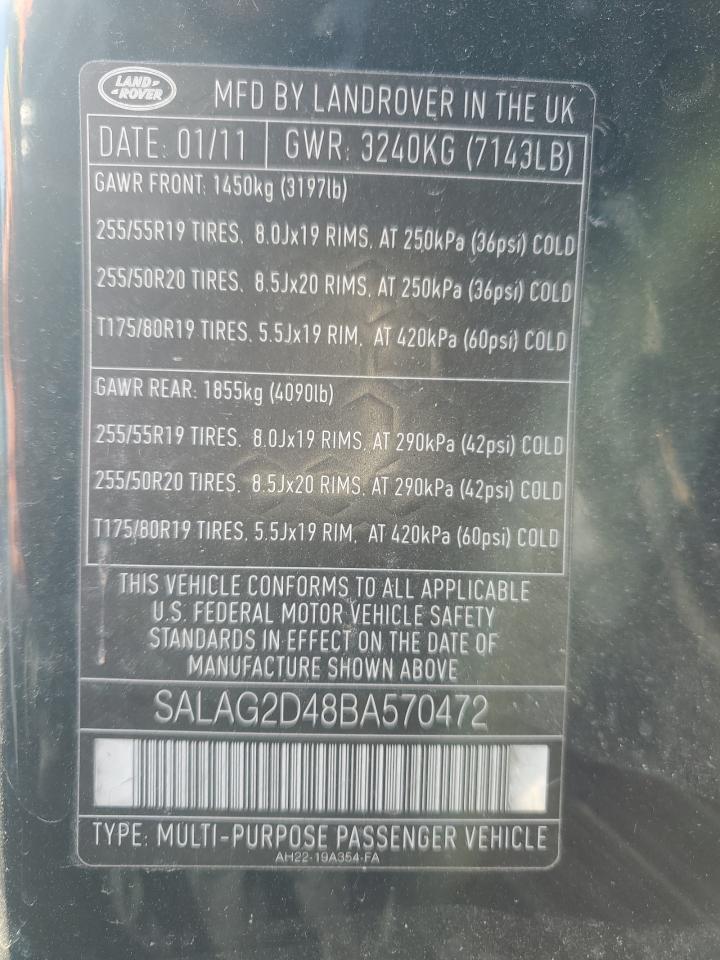 LAND-
-ROVER
MFD BY LANDROVER IN THE UK
DATE: 01/11 GWR: 3240KG (7143LB)
GAWR FRONT: 1450kg (3197lb)
255/55R19 TIRES, 8.0Jx19 RIMS, AT 250kPa (36psi) COLD
255/50R20 TIRES, 8.5Jx20 RIMS, AT 250kPa (36psi) COLD
T175/80R19 TIRES, 5.5Jx19 RIM, AT 420kPa (60psi) COLD
GAWR REAR: 1855kg (4090lb)
255/55R19 TIRES, 8.0Jx19 RIMS, AT 290kPa (42psi) COLD
255/50R20 TIRES, 8.5Jx20 RIMS, AT 290kPa (42psi) COLD
T175/80R19 TIRES, 5.5Jx19 RIM, AT 420kPa (60psi) COLD
THIS VEHICLE CONFORMS TO ALL APPLICABLE
U.S. FEDERAL MOTOR VEHICLE SAFETY
STANDARDS IN EFFECT ON THE DATE OF
MANUFACTURE SHOWN ABOVE
SALAG2D48BA570472
TYPE: MULTI-PURPOSE PASSENGER VEHICLE
AH22-19A354-FA